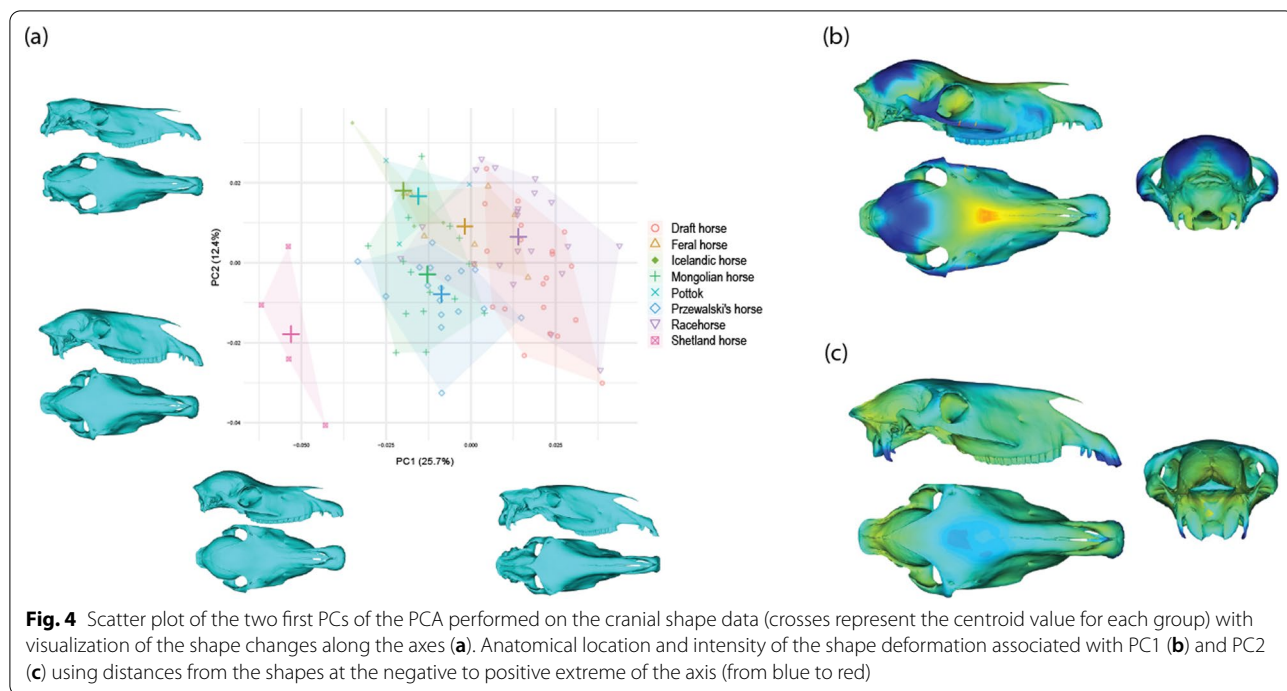 (a)
(b)
0.02
0.00
−0.02
−0.04
PC2 (12.4%)
−0.050
−0.025
0.000
0.025
PC1 (25.7%)
Draft horse
Feral horse
Icelandic horse
Mongolian horse
Pottok
Przewalski's horse
Racehorse
Shetland horse
(c)
Fig. 4 Scatter plot of the two first PCs of the PCA performed on the cranial shape data (crosses represent the centroid value for each group) with
visualization of the shape changes along the axes (a). Anatomical location and intensity of the shape deformation associated with PC1 (b) and PC2
(c) using distances from the shapes at the negative to positive extreme of the axis (from blue to red)